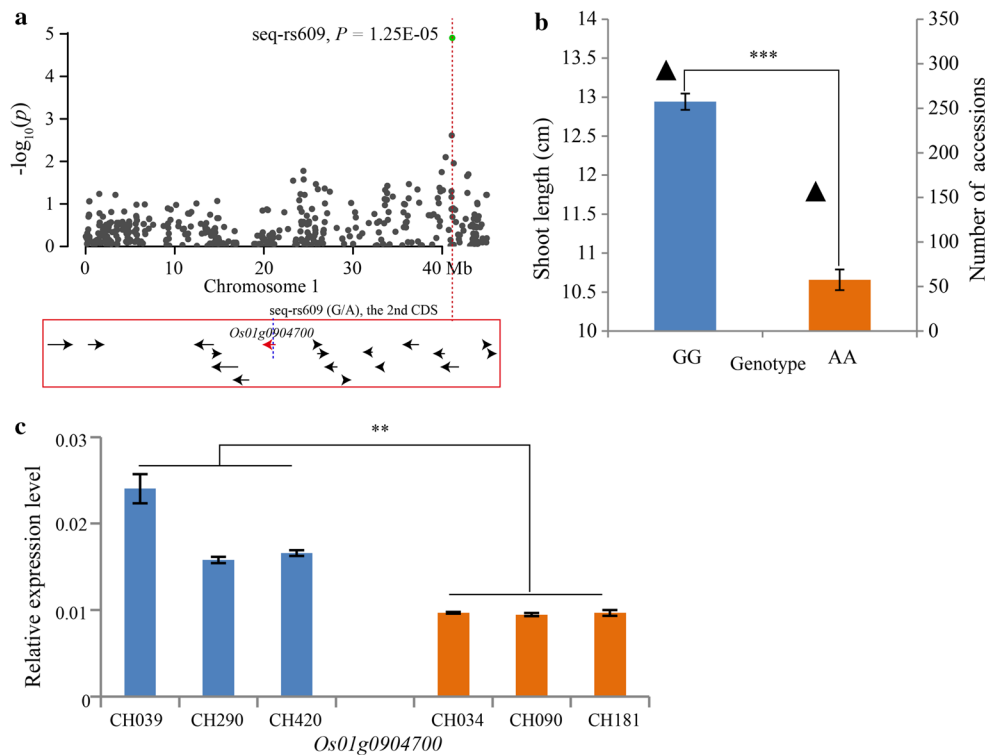 a
seq-rs609, P = 1.25E-05
-log10(p)
5
4
3
2
1
0
0 10 20 30 40 Mb
Chromosome 1
seq-rs609 (G/A), the 2nd CDS
Os01g0904700
b
Shoot length (cm)
14
13.5
13
12.5
12
11.5
11
10.5
10
***
350
300
250
200
150
100
50
0
Number of accessions
GG Genotype AA
c
Relative expression level
0.03
0.02
0.01
0
**
CH039 CH290 CH420 CH034 CH090 CH181
Os01g0904700